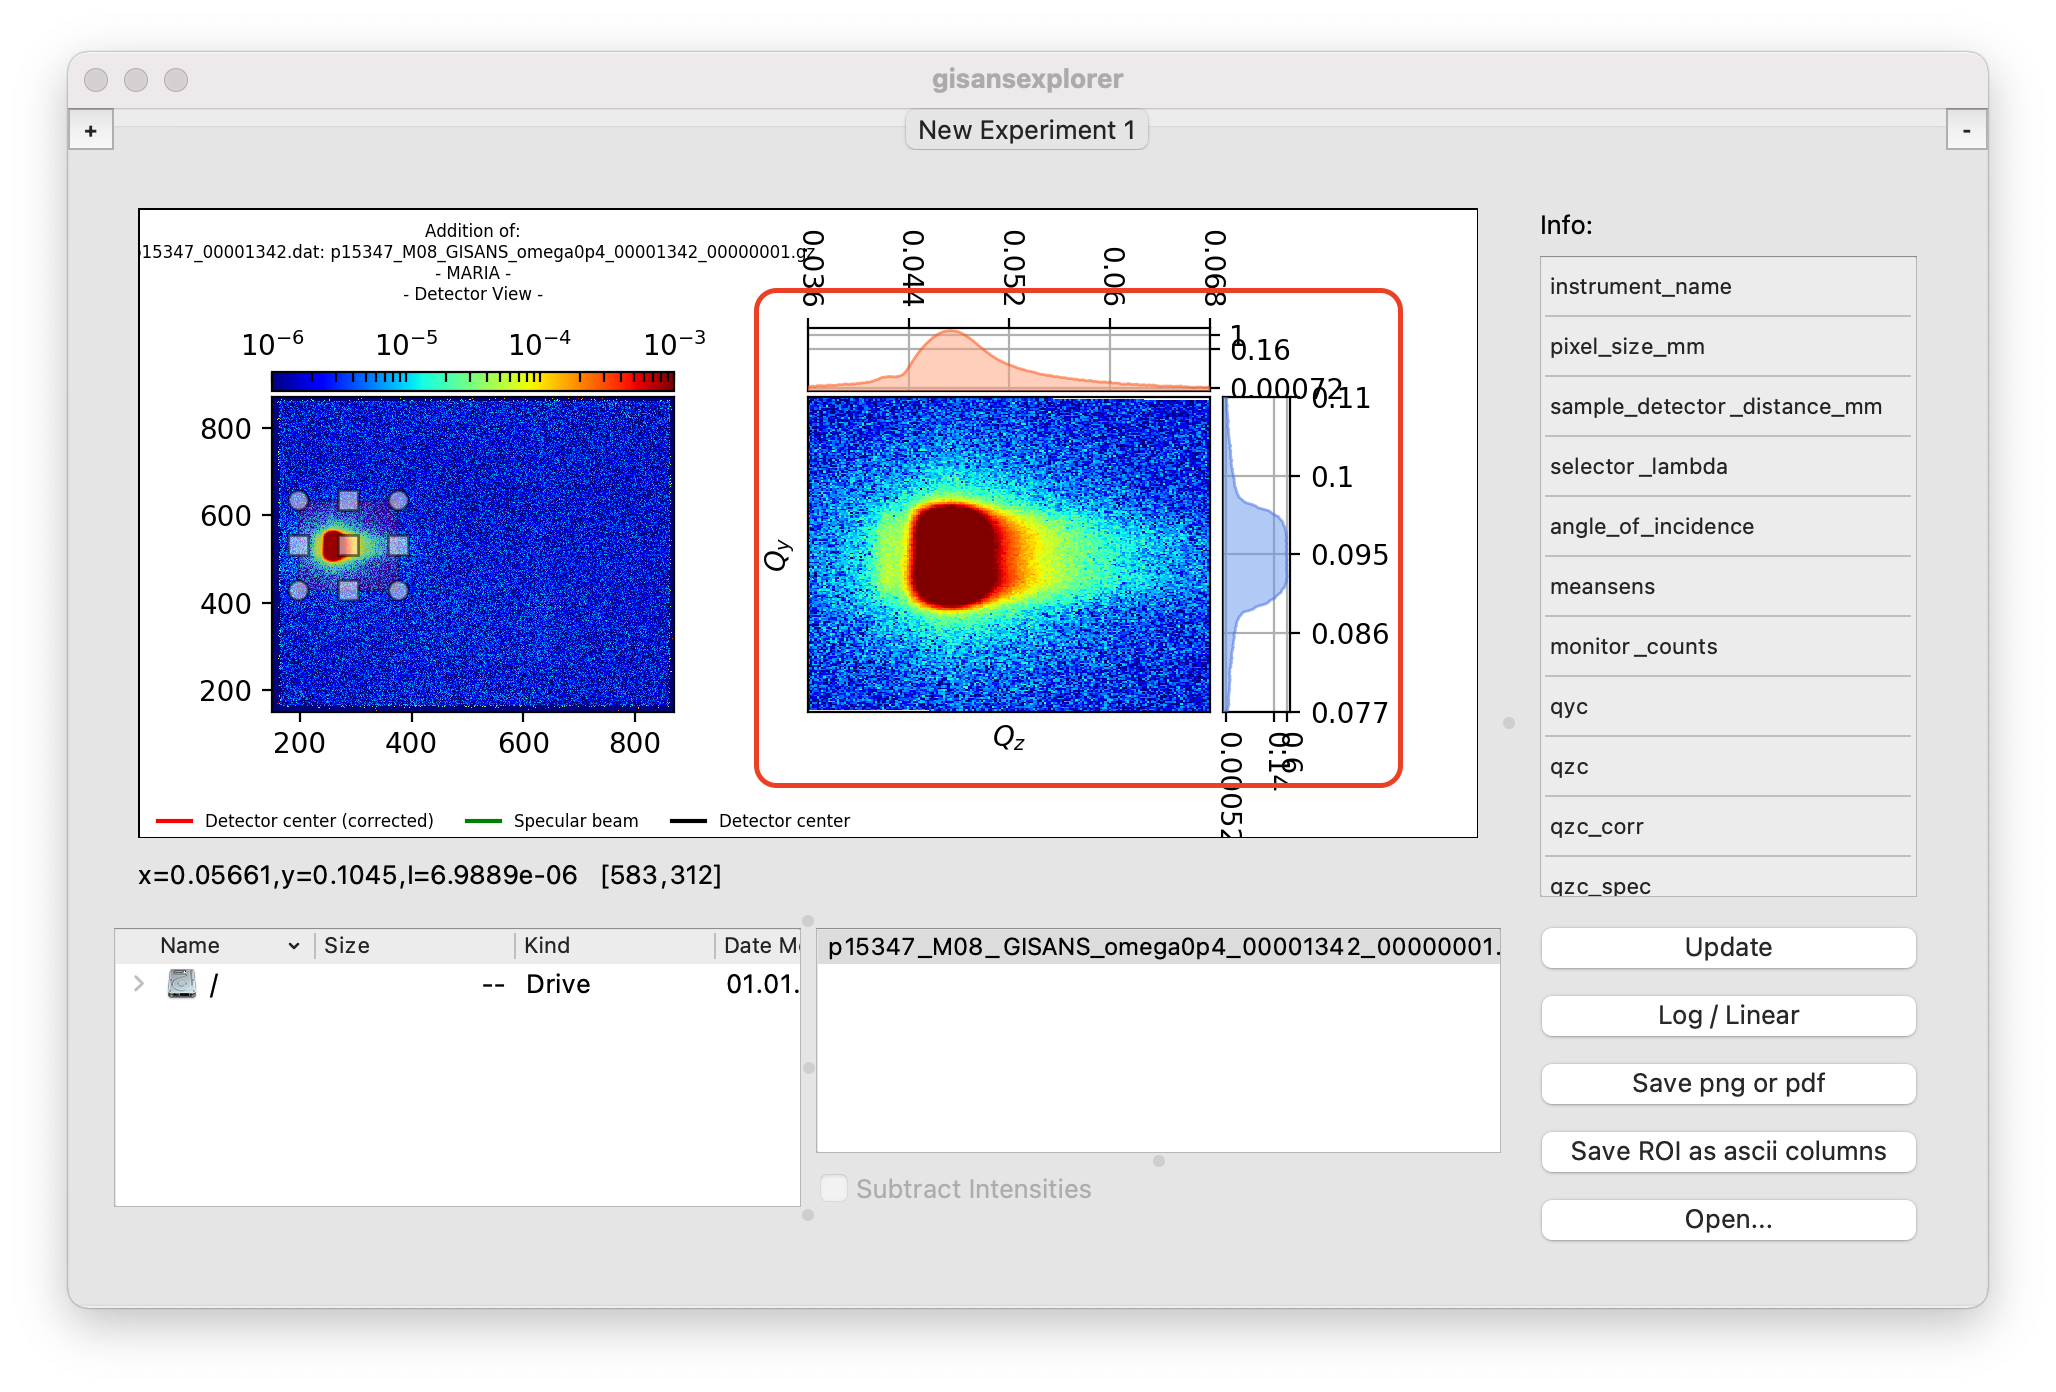 gisansexplorer
+
New Experiment 1
-
Addition of:
p15347_00001342.dat: p15347_M08_GISANS_omega0p4_00001342_00000001.gz
- MARIA -
- Detector View -
10−6 10−5 10−4 10−3
800
600
400
200
200 400 600 800
0.036 0.044 0.052 0.06 0.068
1
0.16
0.00072
0.11
0.1
0.095
0.086
0.077
Qy
Qz
0.00052 0.14 0.6
Detector center (corrected) Specular beam Detector center
x=0.05661,y=0.1045,I=6.9889e-06 [583,312]
Name Size Kind Date M
/ -- Drive 01.01.
p15347_M08_GISANS_omega0p4_00001342_00000001.
Subtract Intensities
Info:
instrument_name
pixel_size_mm
sample_detector_distance_mm
selector_lambda
angle_of_incidence
meansens
monitor_counts
qyc
qzc
qzc_corr
qzc_spec
Update
Log / Linear
Save png or pdf
Save ROI as ascii columns
Open...